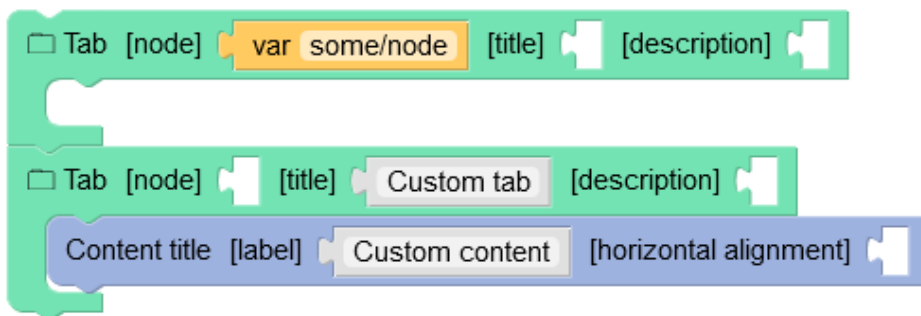 Tab [node] var some/node [title] [description]
Tab [node] [title] Custom tab [description]
Content title [label] Custom content [horizontal alignment]